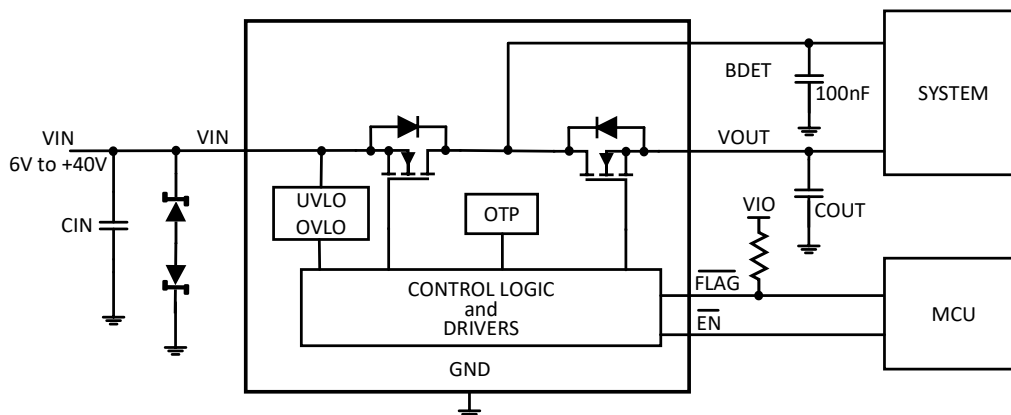 BDET
100nF
SYSTEM
VIN
6V to +40V
VIN
VOUT
CIN
UVLO
OVLO
OTP
VIO
COUT
CONTROL LOGIC
and
DRIVERS
FLAG
EN
MCU
GND